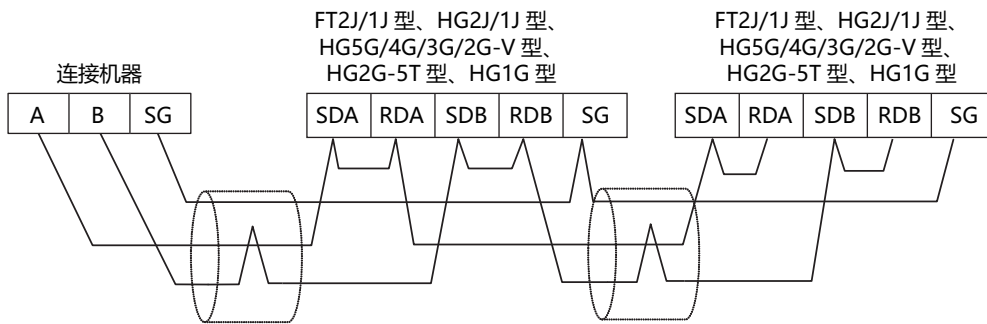 FT2J/1J 型、HG2J/1J 型、
HG5G/4G/3G/2G-V 型、
HG2G-5T 型、HG1G 型
FT2J/1J 型、HG2J/1J 型、
HG5G/4G/3G/2G-V 型、
HG2G-5T 型、HG1G 型
连接机器
A B SG
SDA RDA SDB RDB SG
SDA RDA SDB RDB SG